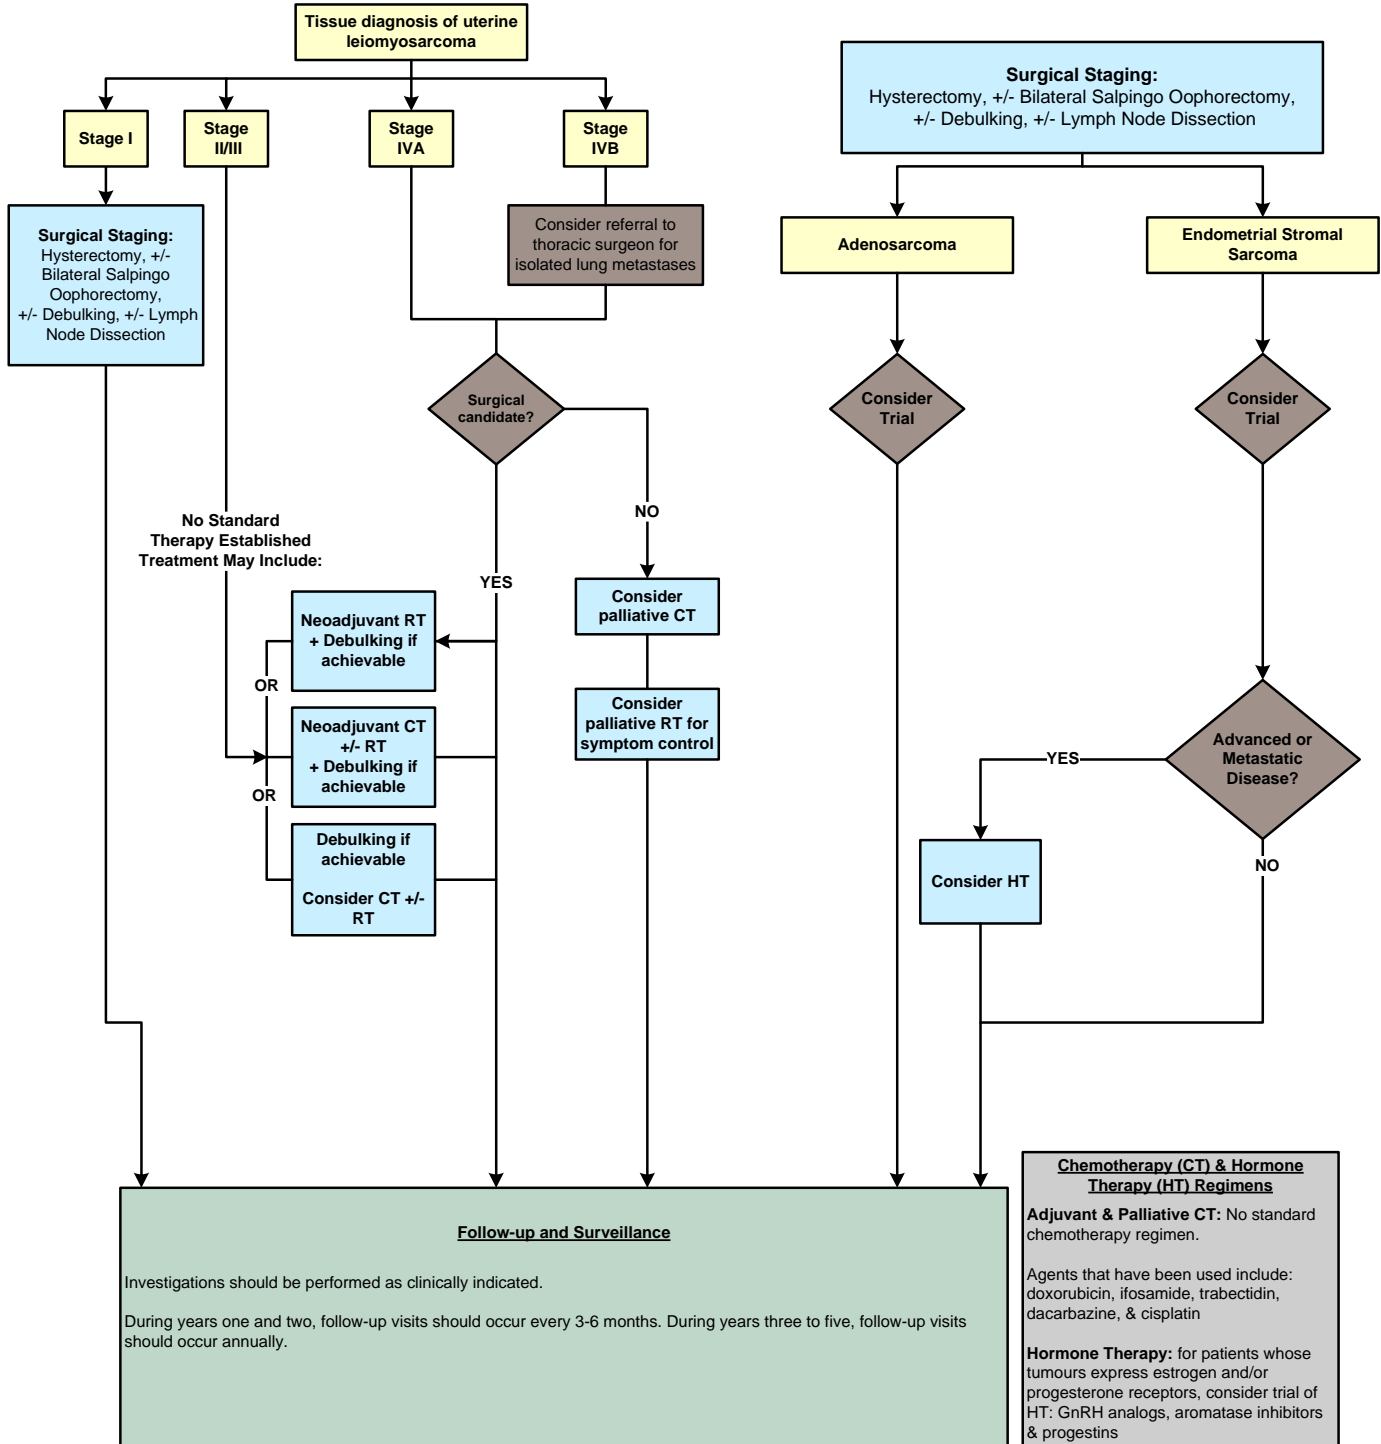 Tissue diagnosis of uterine
leiomyosarcoma
Stage I
Stage
II/III
Stage
IVA
Stage
IVB
Surgical Staging:
Hysterectomy, +/-
Bilateral Salpingo
Oophorectomy,
+/- Debulking, +/- Lymph
Node Dissection
Consider referral to
thoracic surgeon for
isolated lung metastases
Surgical
candidate?
NO
YES
No Standard
Therapy Established
Treatment May Include:
Neoadjuvant RT
+ Debulking if
achievable
OR
Neoadjuvant CT
+/- RT
+ Debulking if
achievable
OR
Debulking if
achievable
Consider CT +/-
RT
Consider
palliative CT
Consider
palliative RT for
symptom control
Surgical Staging:
Hysterectomy, +/- Bilateral Salpingo Oophorectomy,
+/- Debulking, +/- Lymph Node Dissection
Adenosarcoma
Endometrial Stromal
Sarcoma
Consider
Trial
Consider
Trial
Advanced or
Metastatic
Disease?
YES
NO
Consider HT
Follow-up and Surveillance
Investigations should be performed as clinically indicated.
During years one and two, follow-up visits should occur every 3-6 months. During years three to five, follow-up visits
should occur annually.
Chemotherapy (CT) & Hormone
Therapy (HT) Regimens
Adjuvant & Palliative CT: No standard
chemotherapy regimen.
Agents that have been used include:
doxorubicin, ifosamide, trabectidin,
dacarbazine, & cisplatin
Hormone Therapy: for patients whose
tumours express estrogen and/or
progesterone receptors, consider trial of
HT: GnRH analogs, aromatase inhibitors
& progestins